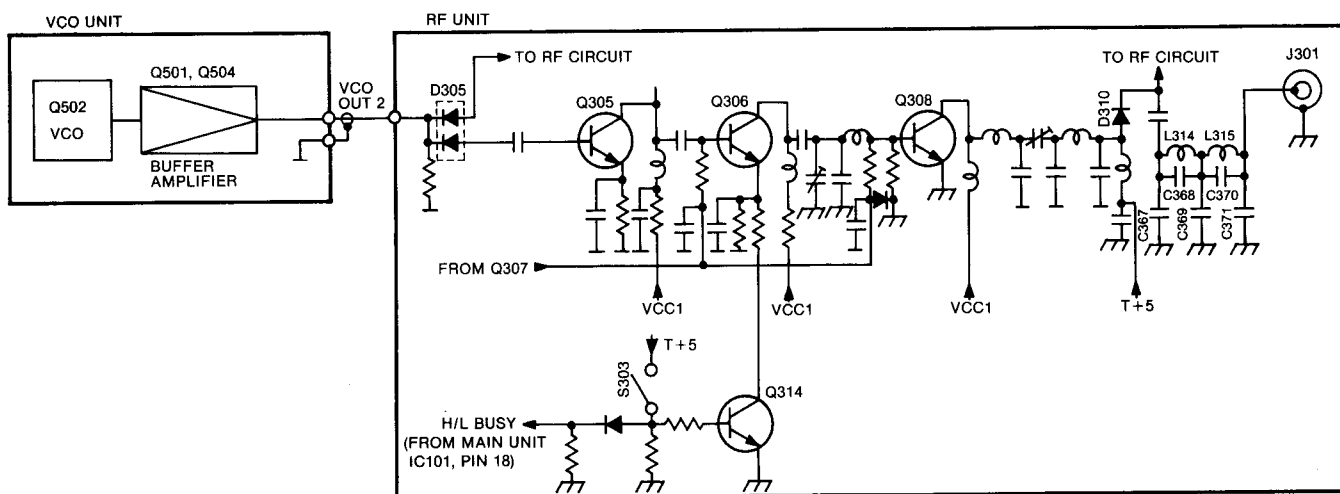 VCO UNIT
RF UNIT
Q502
VCO
Q501, Q504
BUFFER
AMPLIFIER
VCO
OUT 2
D305
TO RF CIRCUIT
Q305
Q306
Q308
D310
TO RF CIRCUIT
J301
L314
L315
C368
C370
C367
C369
C371
FROM Q307
VCC1
VCC1
VCC1
T+5
T+5
S303
Q314
H/L BUSY
(FROM MAIN UNIT
IC101, PIN 18)